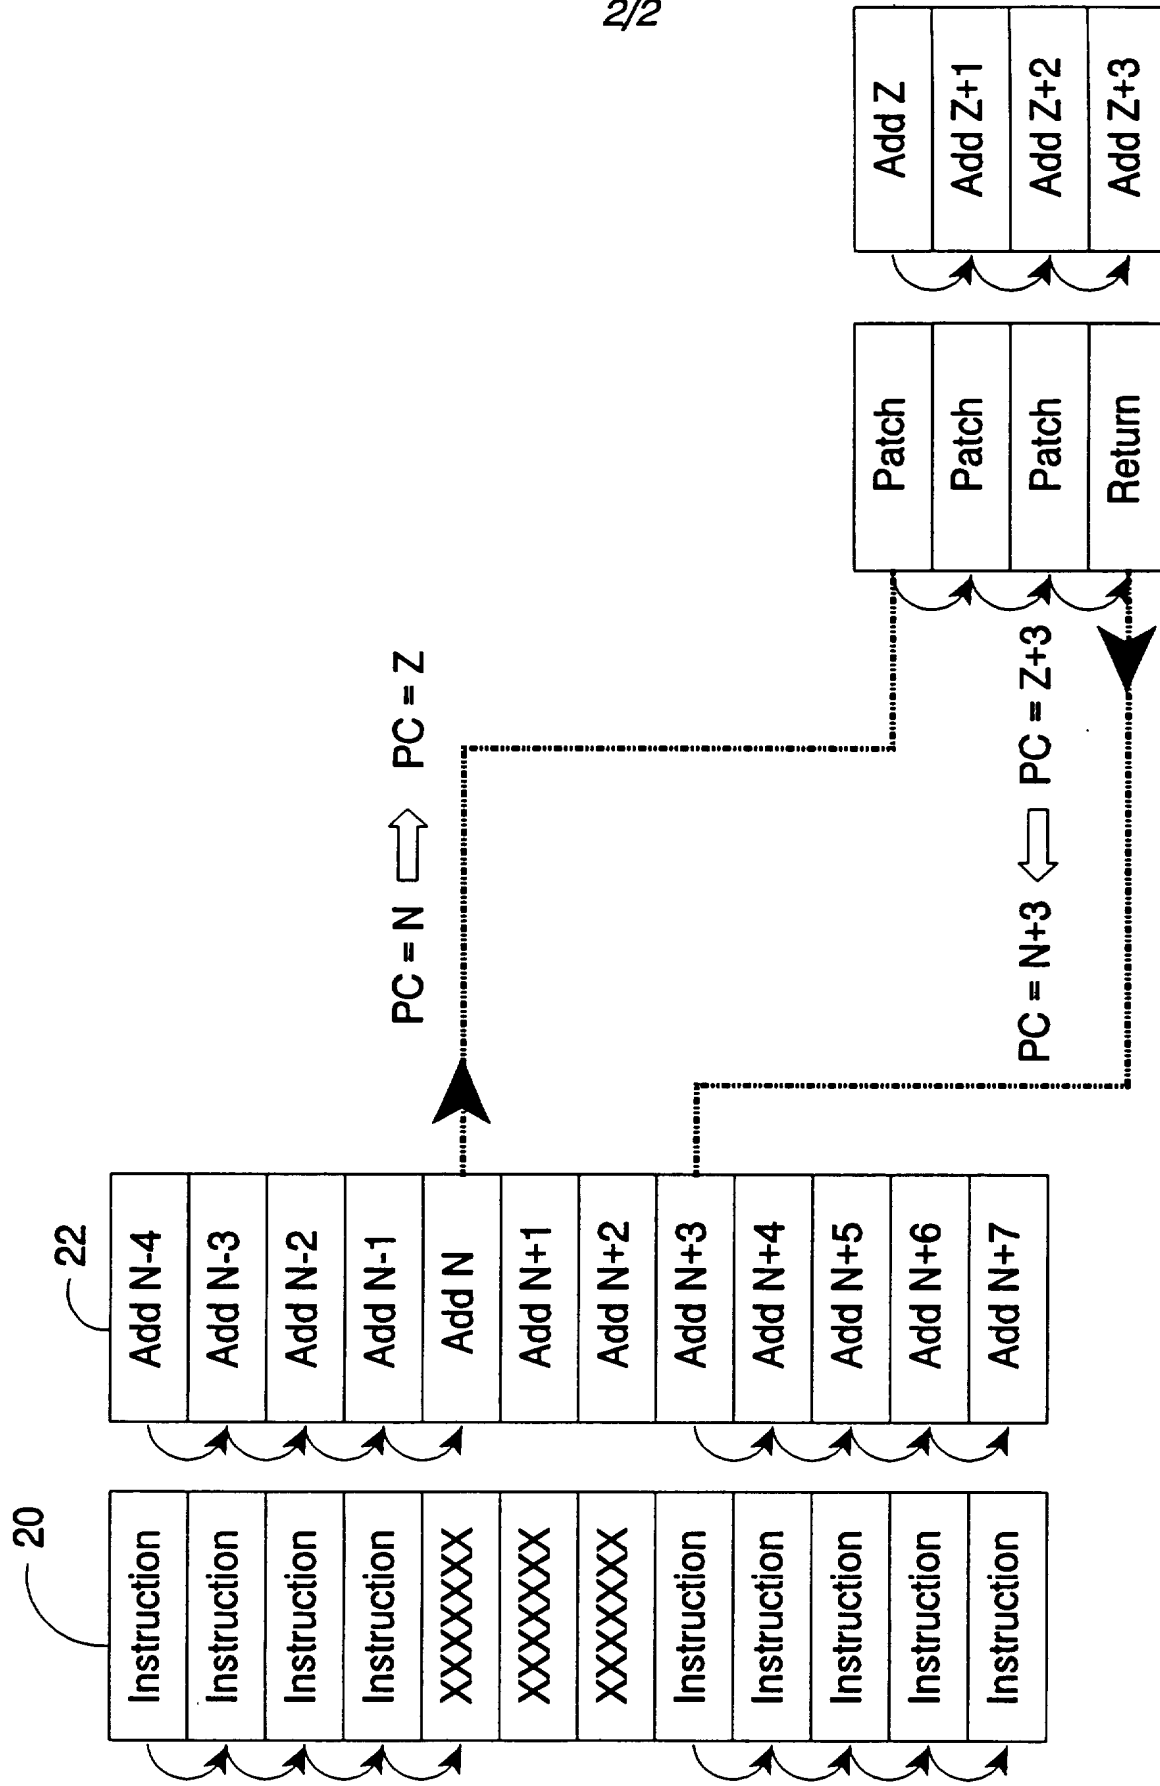 2/2
20
22
Instruction
Instruction
Instruction
Instruction
XXXXXXX
XXXXXXX
XXXXXXX
Instruction
Instruction
Instruction
Instruction
Instruction
Add N-4
Add N-3
Add N-2
Add N-1
Add N
Add N+1
Add N+2
Add N+3
Add N+4
Add N+5
Add N+6
Add N+7
PC = N PC = Z
PC = N+3 PC = Z+3
Patch
Patch
Patch
Return
Add Z
Add Z+1
Add Z+2
Add Z+3